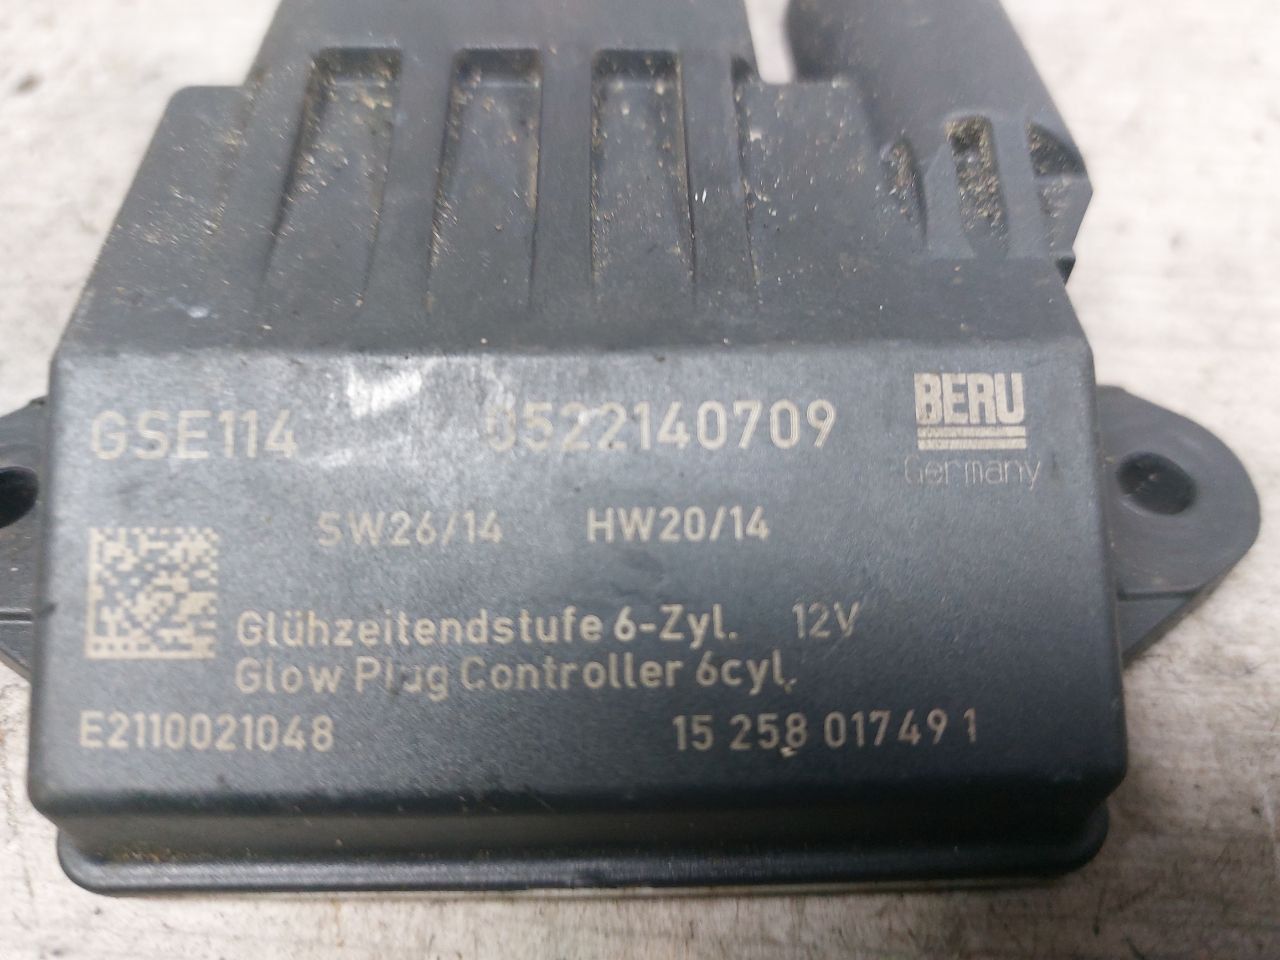 GSE114 0522140709 BERU
Germany
SW26/14 HW20/14
Glühzeitendstufe 6-Zyl. 12V
Glow Plug Controller 6cyl.
E2110021048 15 258 01749 1